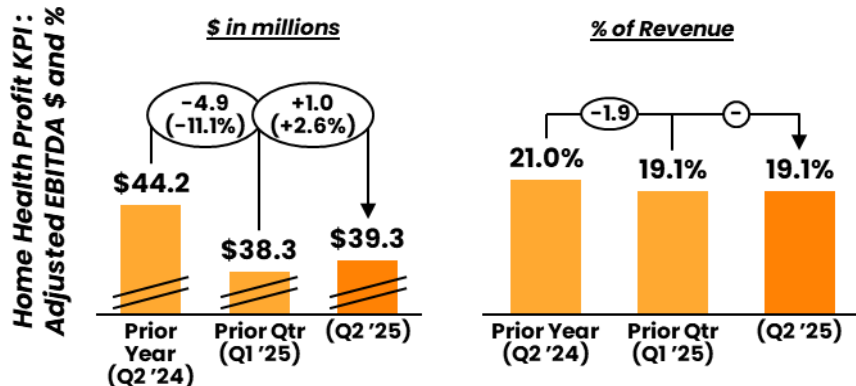 Home Health Profit KPI :
Adjusted EBITDA $ and %
$ in millions
-4.9
(-11.1%)
+1.0
(+2.6%)
$44.2
$38.3
$39.3
Prior
Year
(Q2 ’24)
Prior Qtr
(Q1 ’25)
(Q2 ’25)
% of Revenue
-1.9
-
21.0%
19.1%
19.1%
Prior Year
(Q2 ’24)
Prior Qtr
(Q1 ’25)
(Q2 ’25)